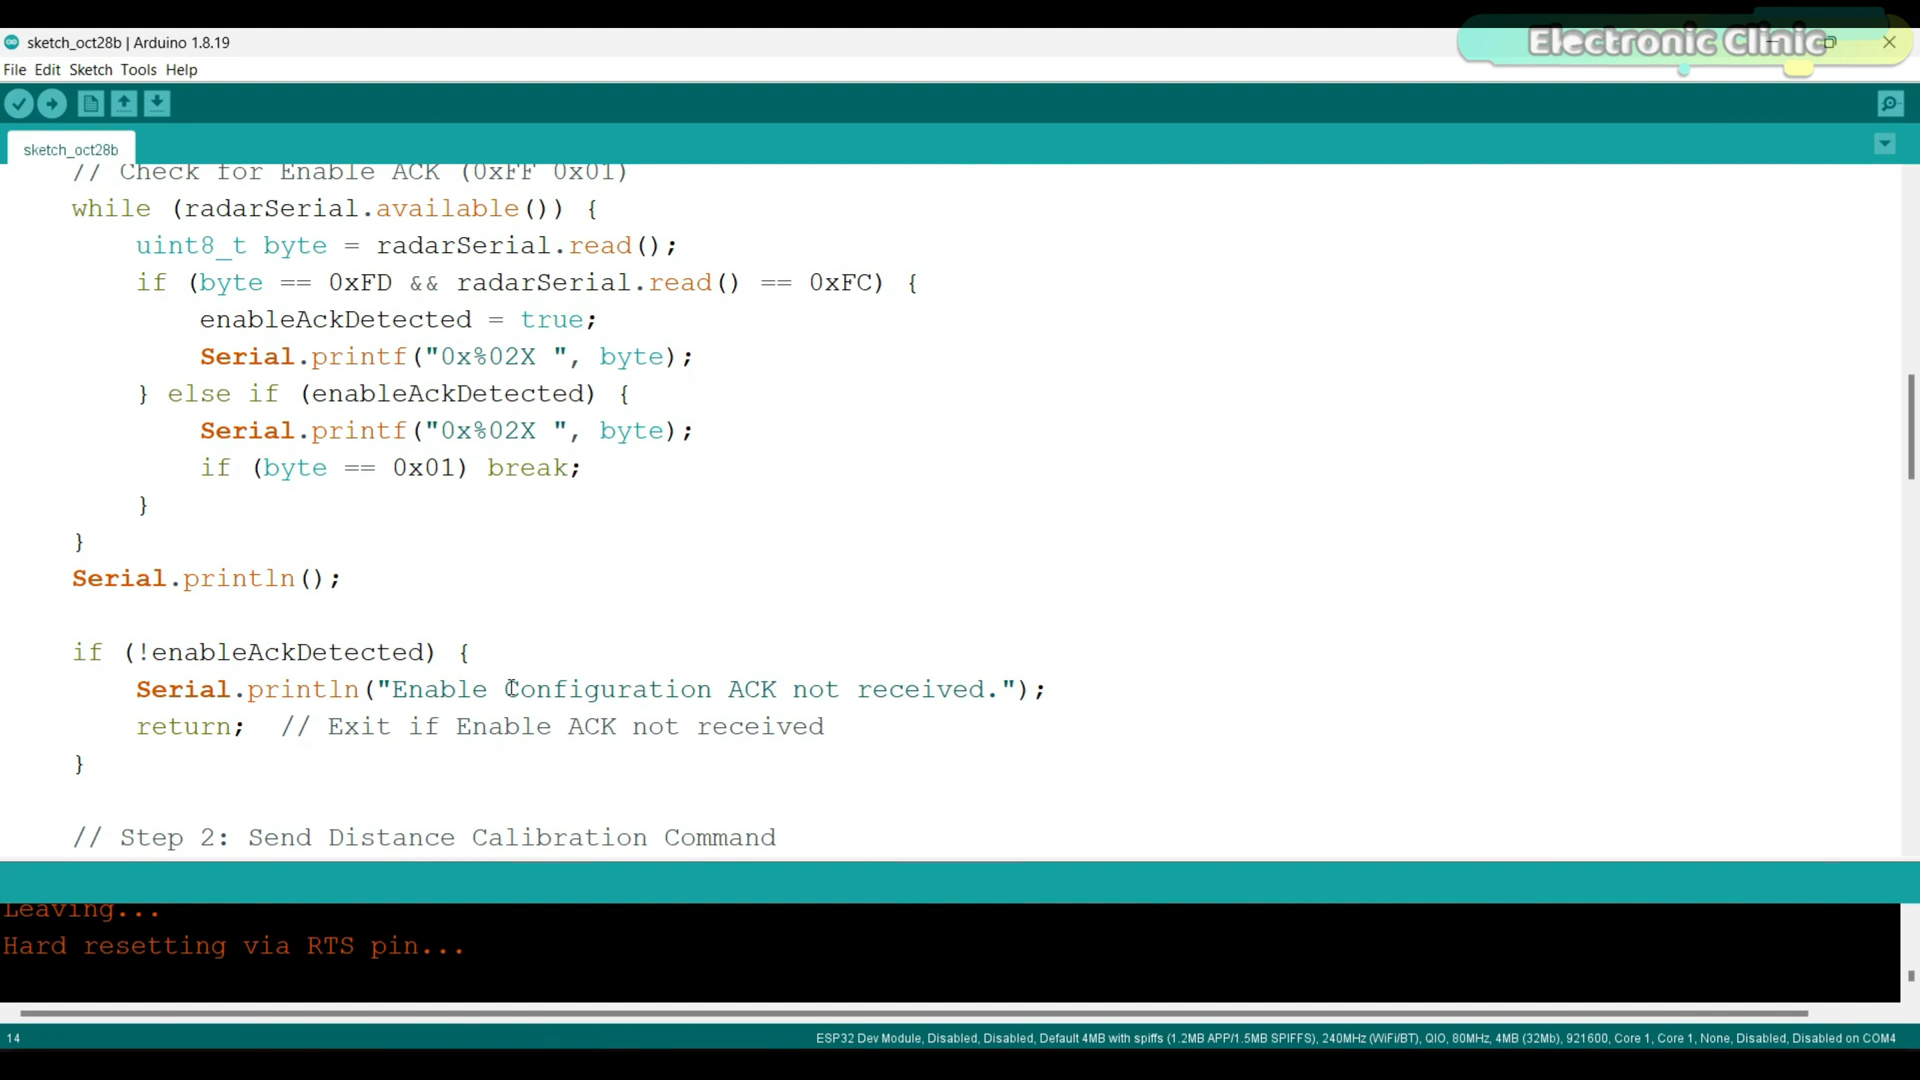 Electronic Clinic
sketch_oct28b | Arduino 1.8.19
File Edit Sketch Tools Help
sketch_oct28b
// Check for Enable ACK (0xFF 0x01)
while (radarSerial.available()) {
uint8_t byte = radarSerial.read();
if (byte == 0xFD && radarSerial.read() == 0xFC) {
enableAckDetected = true;
Serial.printf("0x%02X ", byte);
} else if (enableAckDetected) {
Serial.printf("0x%02X ", byte);
if (byte == 0x01) break;
}
}
Serial.println();
if (!enableAckDetected) {
Serial.println("Enable Configuration ACK not received.");
return;  // Exit if Enable ACK not received
}
// Step 2: Send Distance Calibration Command
Leaving...
Hard resetting via RTS pin...
14
ESP32 Dev Module, Disabled, Disabled, Default 4MB with spiffs (1.2MB APP/1.5MB SPIFFS), 240MHz (WiFi/BT), QIO, 80MHz, 4MB (32Mb), 921600, Core 1, Core 1, None, Disabled, Disabled on COM4